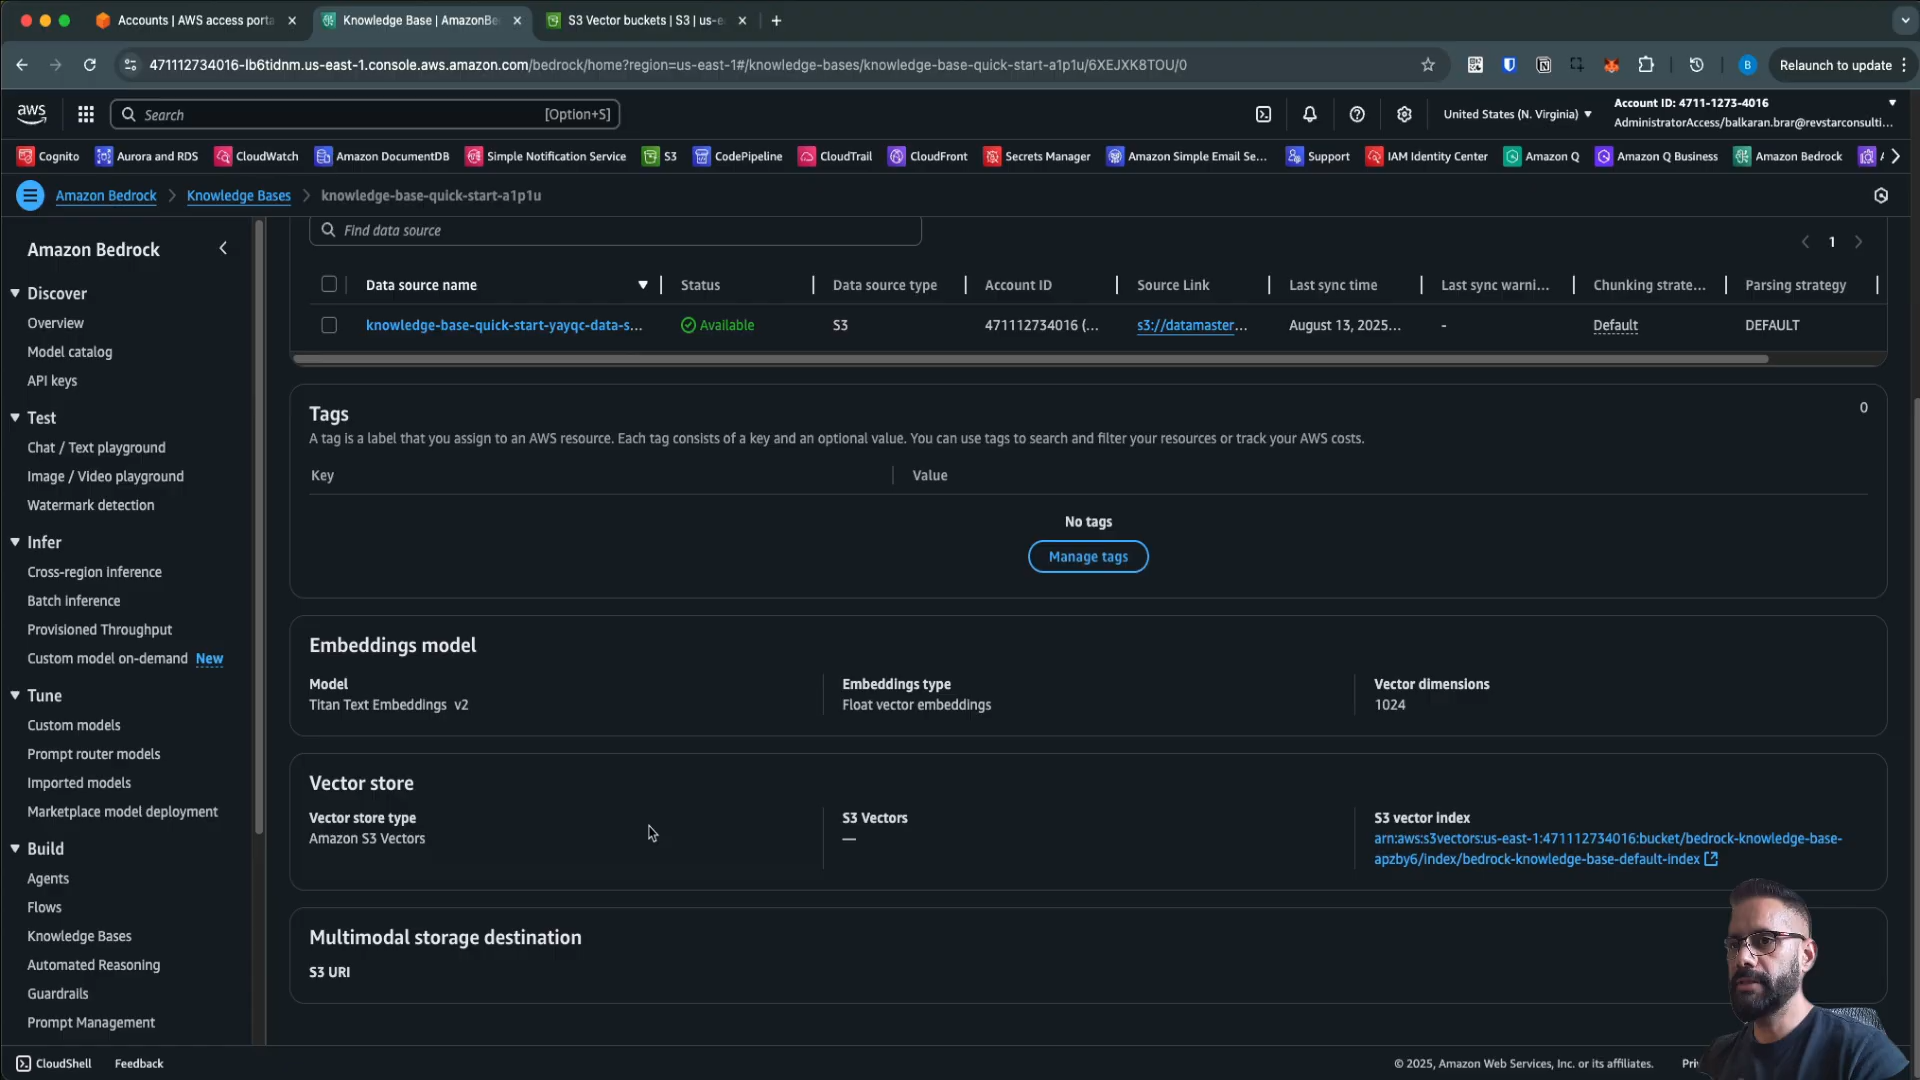 Accounts | AWS access porta
Knowledge Base | AmazonBe
S3 Vector buckets | S3 | us-e
471112734016-lb6tidnm.us-east-1.console.aws.amazon.com/bedrock/home?region=us-east-1#/knowledge-bases/knowledge-base-quick-start-a1p1u/6XEJXK8TOU/0
B
Relaunch to update
aws
Search
[Option+S]
United States (N. Virginia)
Account ID: 4711-1273-4016
AdministratorAccess/balkaran.brar@revstarconsulti...
Cognito
Aurora and RDS
CloudWatch
Amazon DocumentDB
Simple Notification Service
S3
CodePipeline
CloudTrail
CloudFront
Secrets Manager
Amazon Simple Email Se...
Support
IAM Identity Center
Amazon Q
Amazon Q Business
Amazon Bedrock
Amazon Bedrock
Knowledge Bases
knowledge-base-quick-start-a1p1u
Amazon Bedrock
Discover
Overview
Model catalog
API keys
Test
Chat / Text playground
Image / Video playground
Watermark detection
Infer
Cross-region inference
Batch inference
Provisioned Throughput
Custom model on-demand New
Tune
Custom models
Prompt router models
Imported models
Marketplace model deployment
Build
Agents
Flows
Knowledge Bases
Automated Reasoning
Guardrails
Prompt Management
Find data source
1
Data source name
Status
Data source type
Account ID
Source Link
Last sync time
Last sync warni...
Chunking strate...
Parsing strategy
knowledge-base-quick-start-yayqc-data-s...
Available
S3
471112734016 (...
s3://datamaster...
August 13, 2025...
-
Default
DEFAULT
Tags
0
A tag is a label that you assign to an AWS resource. Each tag consists of a key and an optional value. You can use tags to search and filter your resources or track your AWS costs.
Key
Value
No tags
Manage tags
Embeddings model
Model
Titan Text Embeddings v2
Embeddings type
Float vector embeddings
Vector dimensions
1024
Vector store
Vector store type
Amazon S3 Vectors
S3 Vectors
—
S3 vector index
arn:aws:s3vectors:us-east-1:471112734016:bucket/bedrock-knowledge-base-
apzby6/index/bedrock-knowledge-base-default-index
Multimodal storage destination
S3 URI
CloudShell
Feedback
© 2025, Amazon Web Services, Inc. or its affiliates.